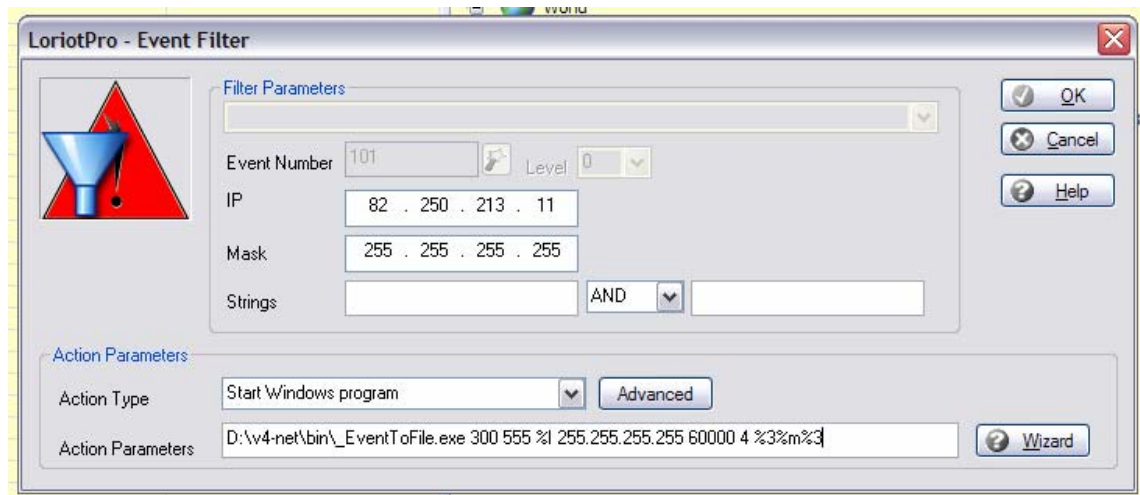 World
LoriotPro - Event Filter
Filter Parameters
OK
Event Number 101 Level 0
Cancel
IP 82 . 250 . 213 . 11
Help
Mask 255 . 255 . 255 . 255
Strings AND
Action Parameters
Action Type Start Windows program Advanced
Action Parameters D:\v4-net\bin\_EventToFile.exe 300 555 %I 255.255.255.255 60000 4 %3%m%3 Wizard